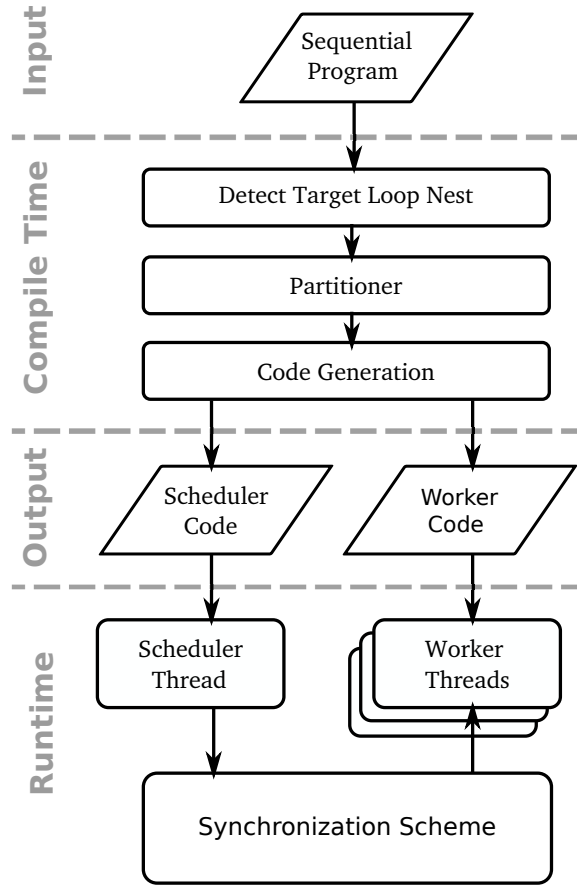 Input
Sequential
Program
Compile Time
Detect Target Loop Nest
Partitioner
Code Generation
Output
Scheduler
Code
Worker
Code
Runtime
Scheduler
Thread
Worker
Threads
Synchronization Scheme